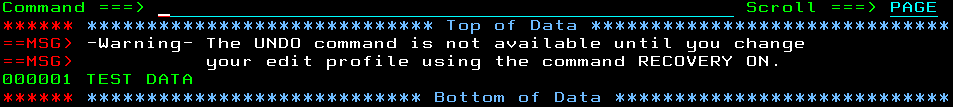 Command ===> _ Scroll ===> PAGE
****** ***************************** Top of Data ******************************
==MSG> -Warning- The UNDO command is not available until you change
==MSG> your edit profile using the command RECOVERY ON.
000001 TEST DATA
****** **************************** Bottom of Data ****************************